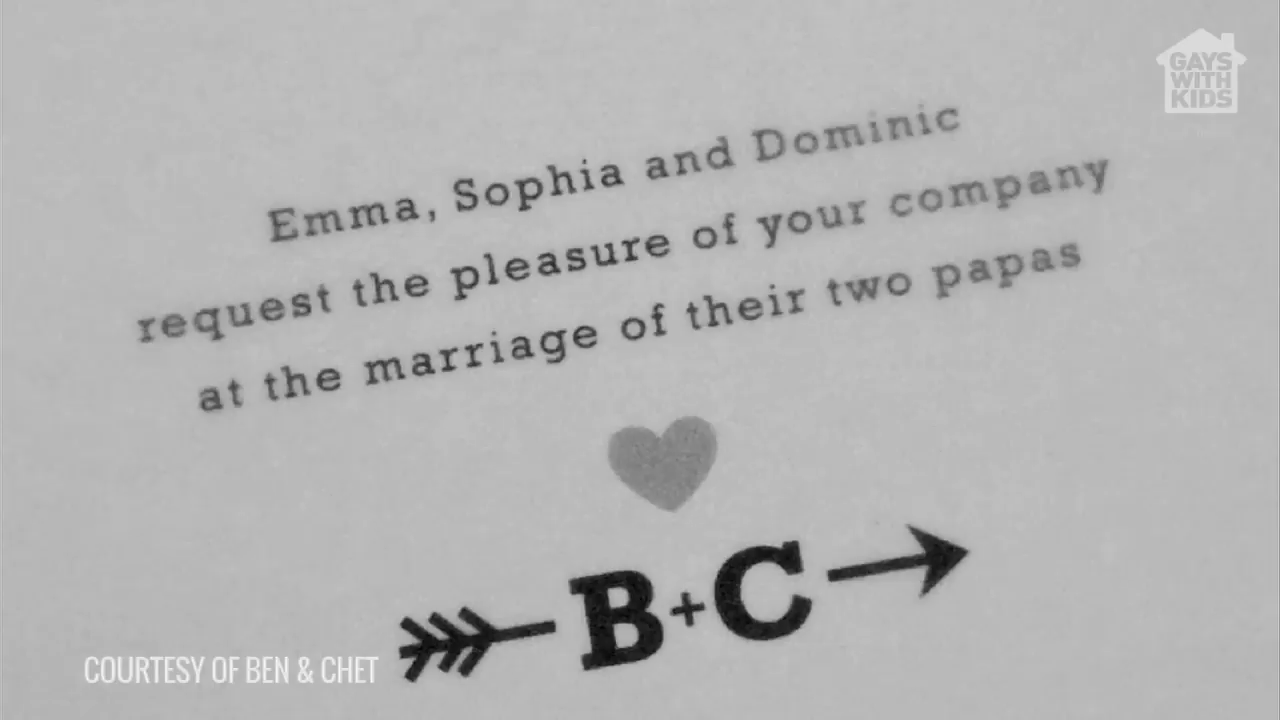 GAYS
WITH
KIDS
Emma, Sophia and Dominic
request the pleasure of your company
at the marriage of their two papas
B+C
COURTESY OF BEN & CHET